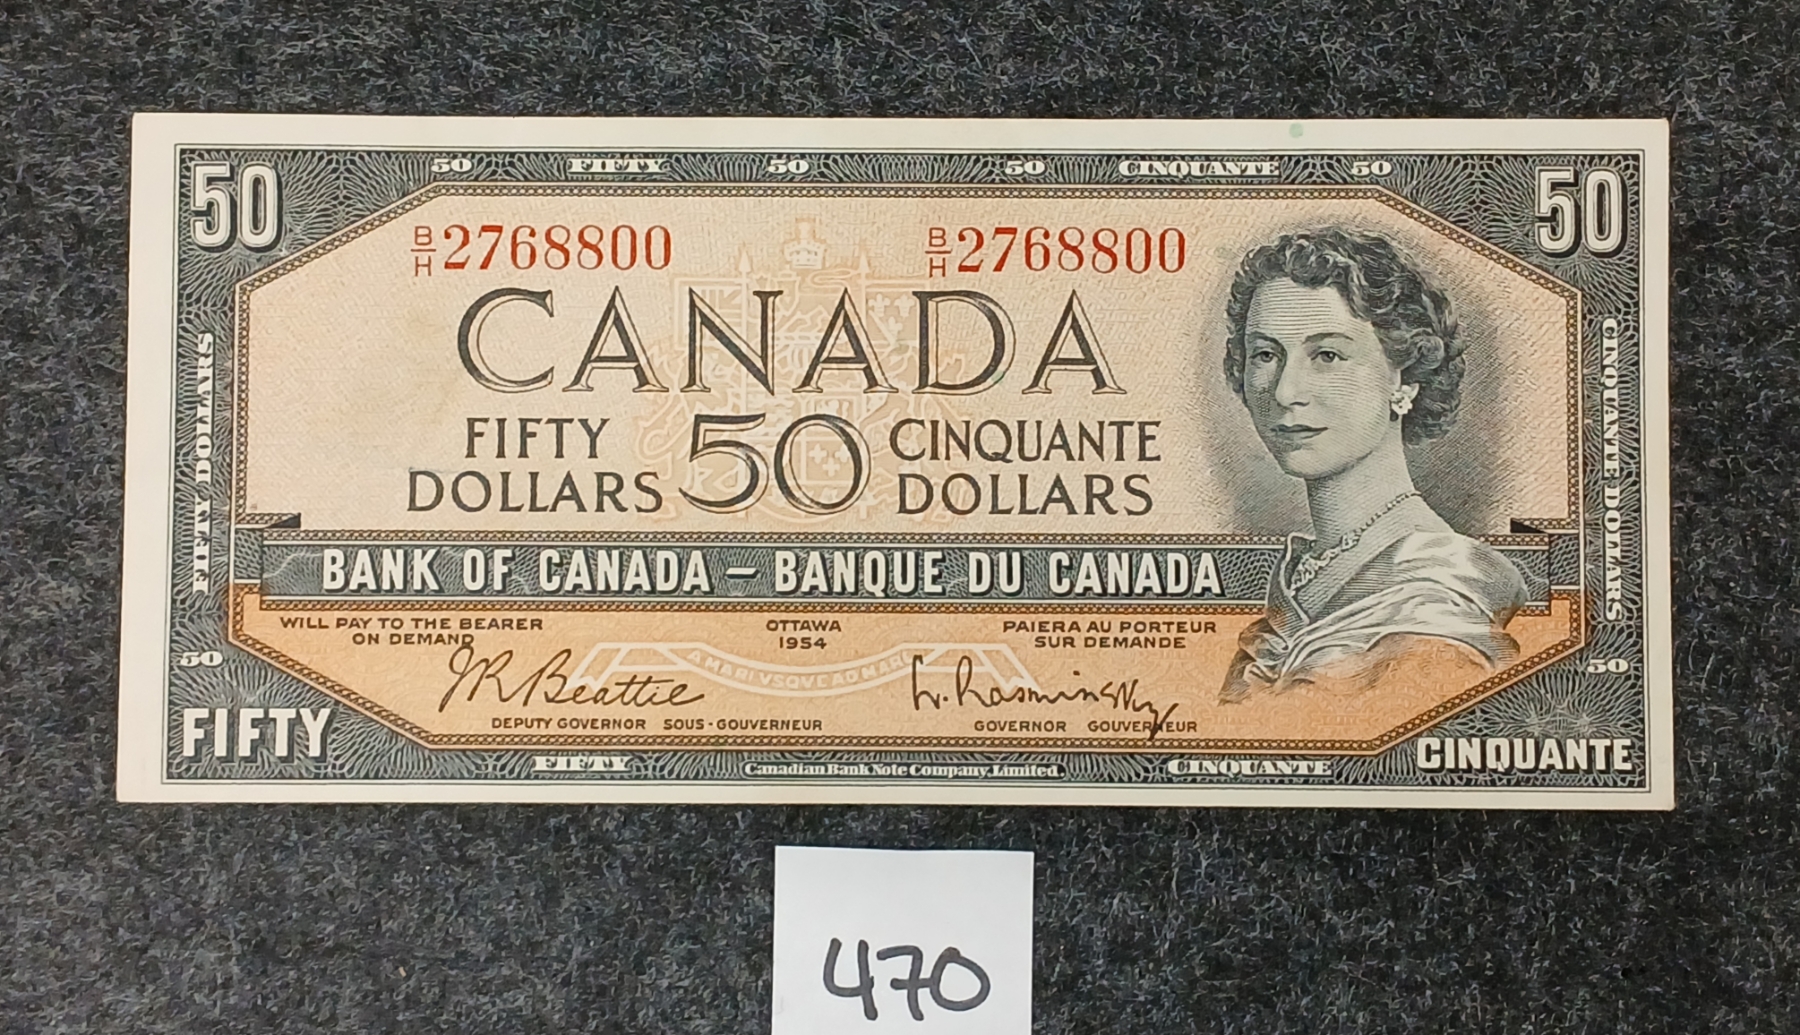 50 FIFTY 50 50 CINQUANTE 50
50 50
B/H 2768800 B/H 2768800
CANADA
FIFTY DOLLARS 50 CINQUANTE DOLLARS
FIFTY DOLLARS
CINQUANTE DOLLARS
BANK OF CANADA – BANQUE DU CANADA
WILL PAY TO THE BEARER
ON DEMAND
OTTAWA
1954
PAIERA AU PORTEUR
SUR DEMANDE
50 50
A MARI VSQVE AD MARE
J R Beattie
L. Rasminsky
DEPUTY GOVERNOR SOUS-GOUVERNEUR
GOVERNOR GOUVERNEUR
FIFTY CINQUANTE
FIFTY Canadian Bank Note Company, Limited. CINQUANTE
470